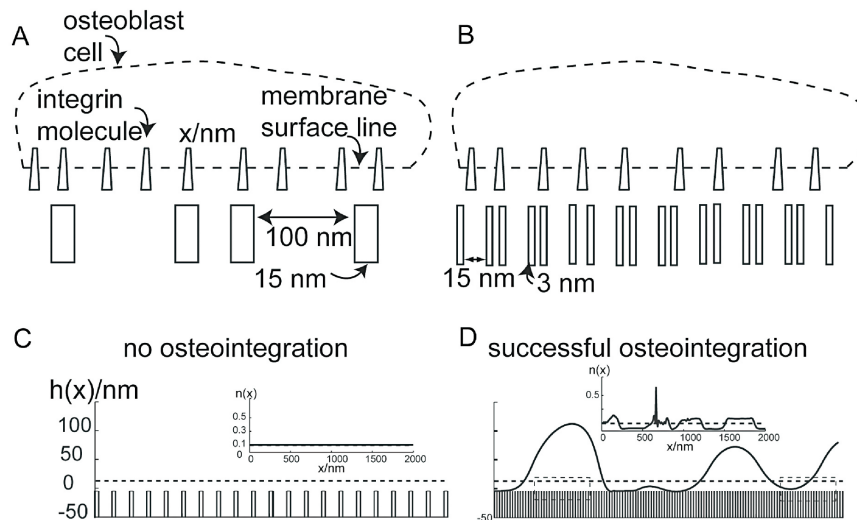 A
osteoblast
cell
integrin
molecule
x/nm
membrane
surface line
100 nm
15 nm
B
15 nm
3 nm
C
no osteointegration
h(x)/nm
100
50
0
-50
n(x)
0.5
0.3
0.1
0
500
1000
1500
2000
x/nm
D
successful osteointegration
n(x)
0.5
0
500
1000
1500
2000
x/nm
-50